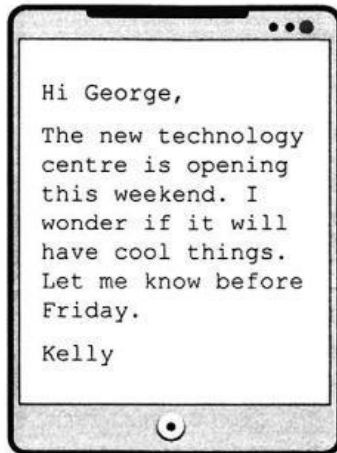 Hi George,
The new technology
centre is opening
this weekend. I
wonder if it will
have cool things.
Let me know before
Friday.
Kelly